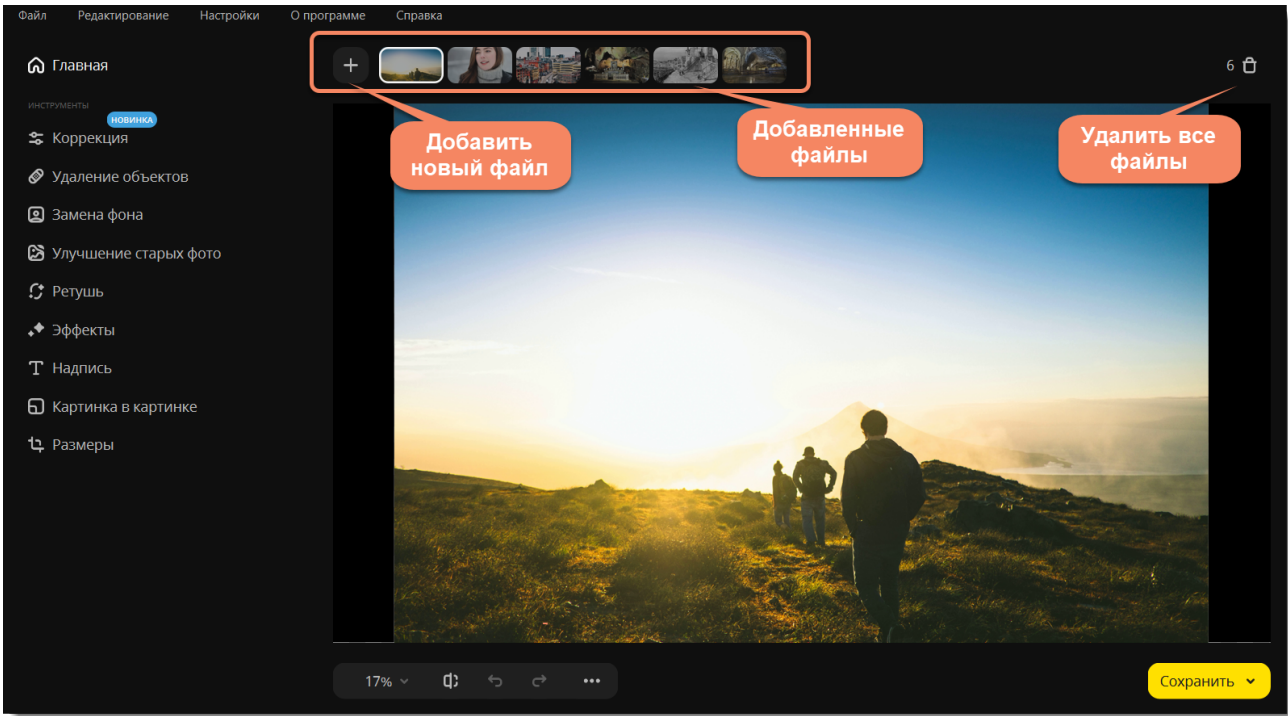 Файл Редактирование Настройки О программе Справка
Главная
6
ИНСТРУМЕНТЫ
НОВИНКА
Коррекция
Удаление объектов
Замена фона
Улучшение старых фото
Ретушь
Эффекты
Надпись
Картинка в картинке
Размеры
Добавить
новый файл
Добавленные
файлы
Удалить все
файлы
17%
Сохранить